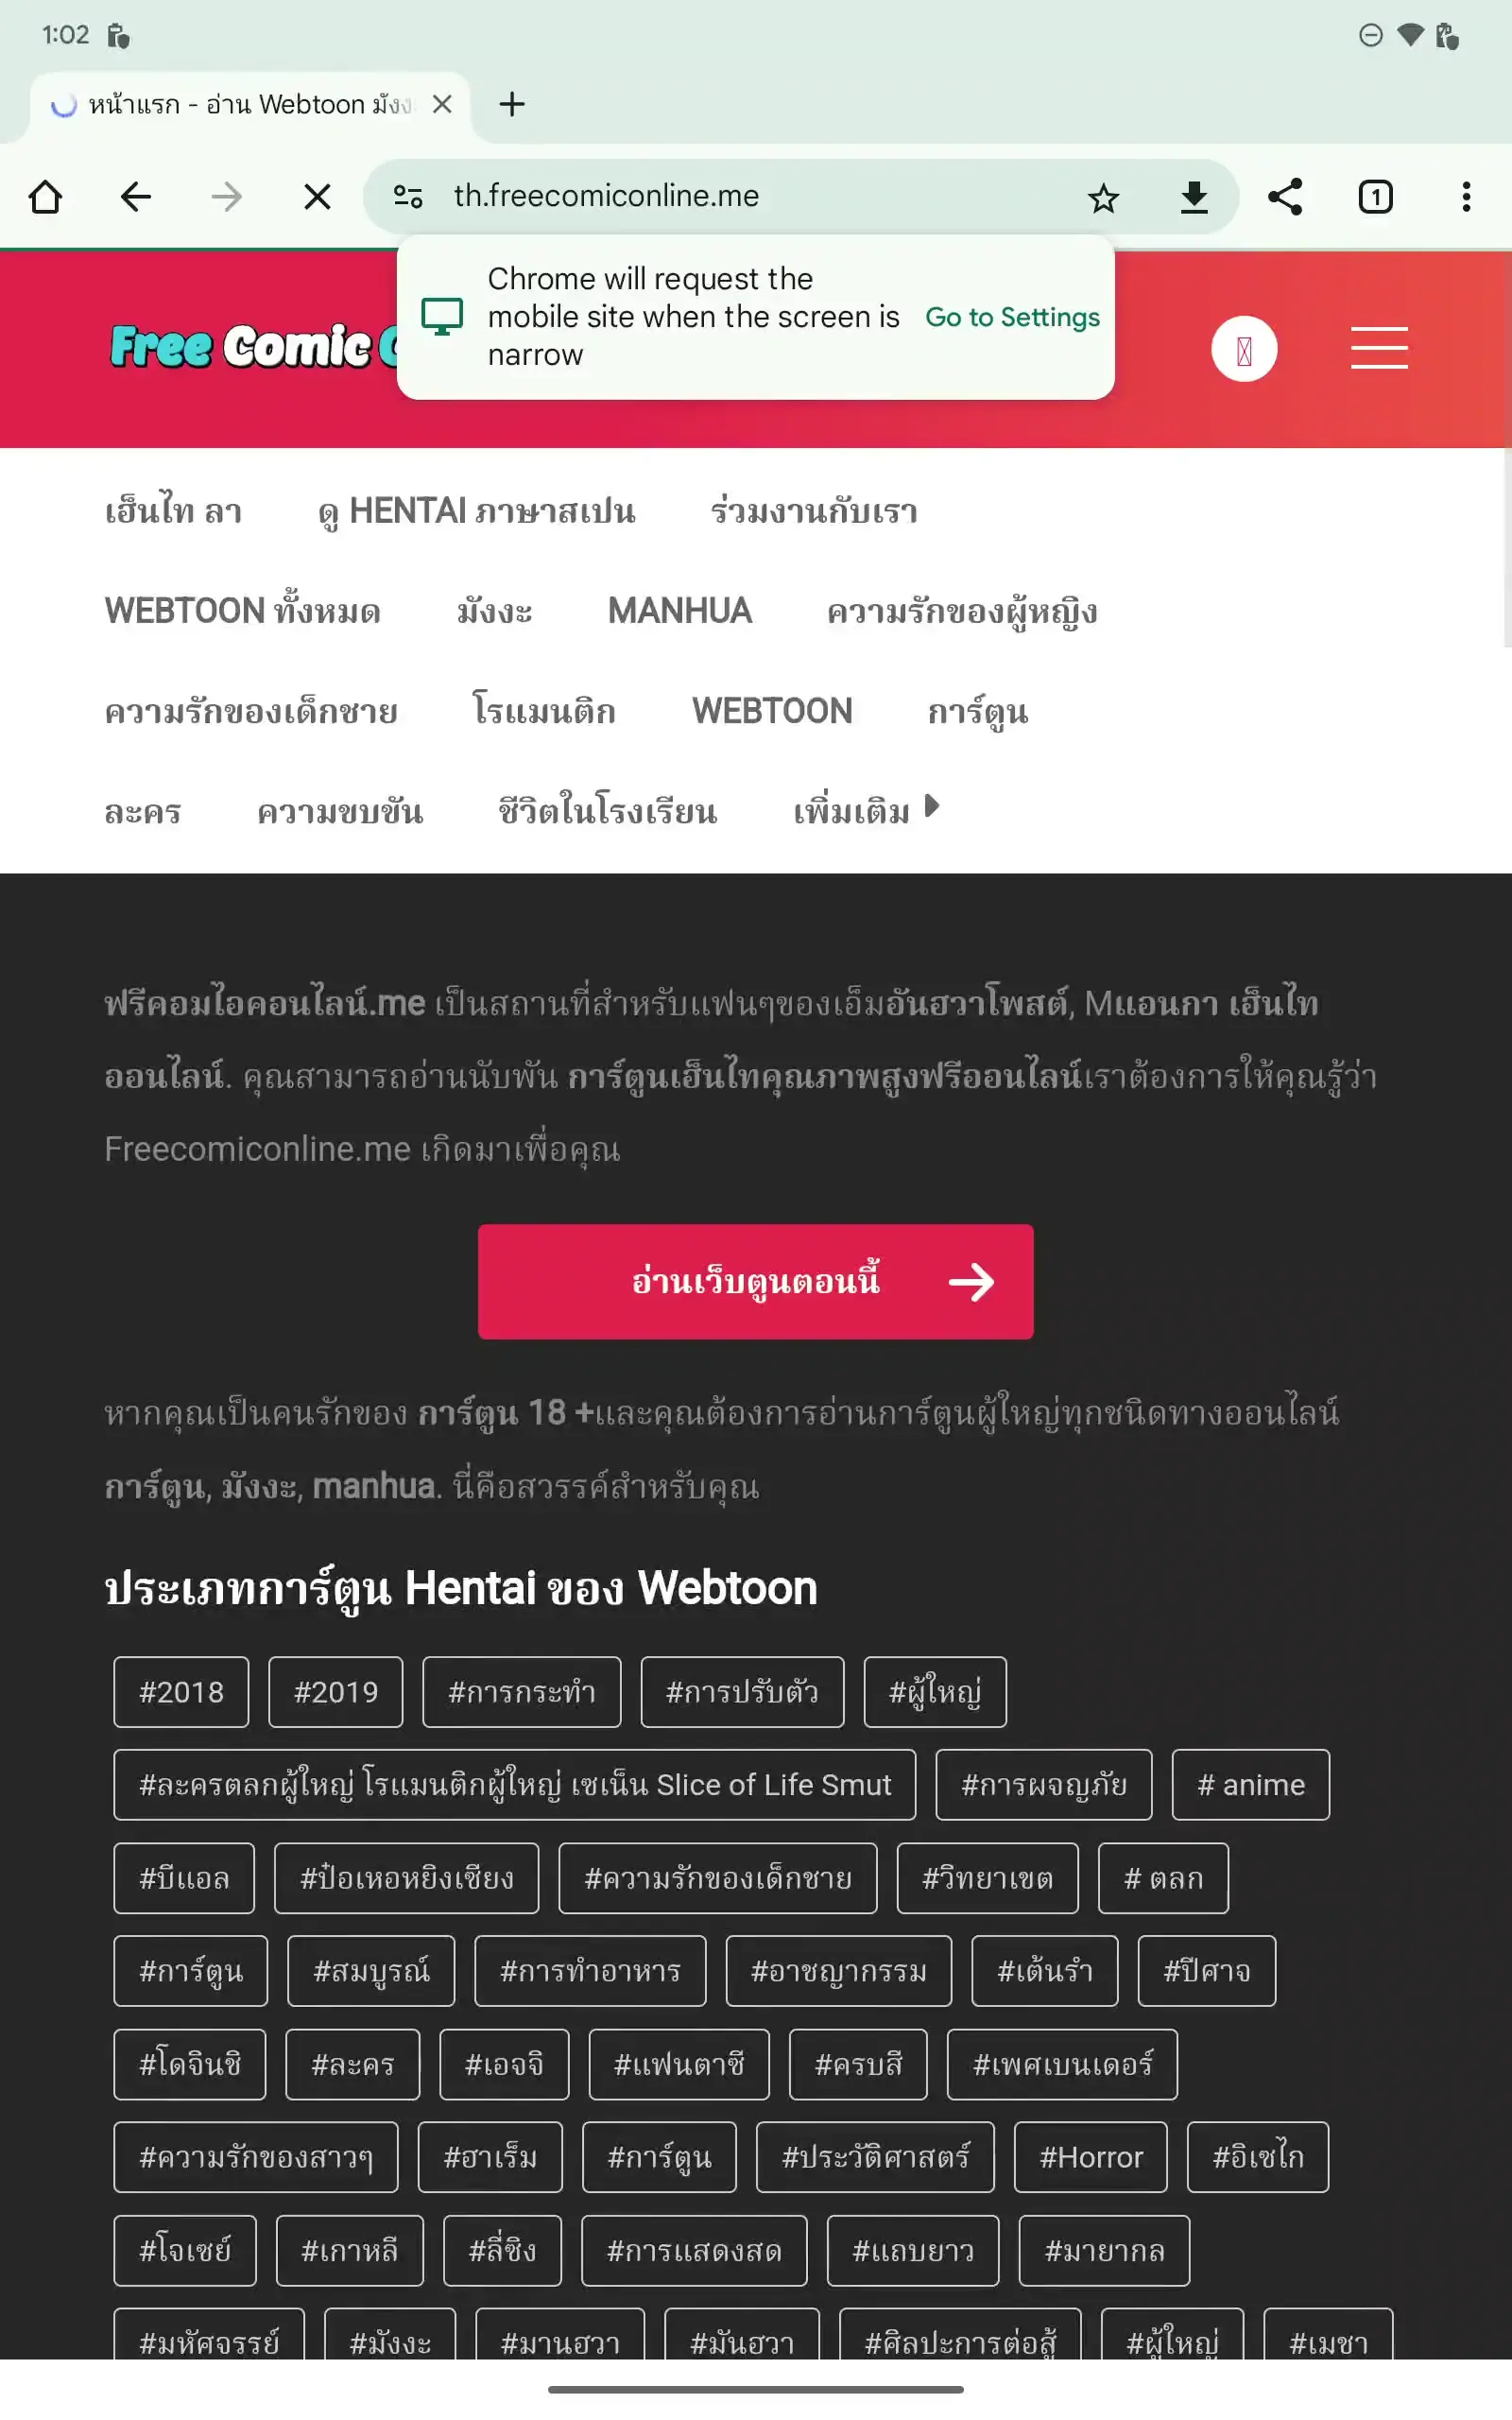 1:02
หน้าแรก - อ่าน Webtoon มังง
th.freecomiconline.me
1
Chrome will request the
mobile site when the screen is
narrow
Go to Settings
Free Comic
เฮ็นไท ลา ดู HENTAI ภาษาสเปน ร่วมงานกับเรา
WEBTOON ทั้งหมด มังงะ MANHUA ความรักของผู้หญิง
ความรักของเด็กชาย โรแมนติก WEBTOON การ์ตูน
ละคร ความขบขัน ชีวิตในโรงเรียน เพิ่มเติม
ฟรีคอมไอคอนไลน์.me เป็นสถานที่สำหรับแฟนๆของเอ็มอันฮวาโพสต์, Mแอนกา เฮ็นไท
ออนไลน์. คุณสามารถอ่านนับพัน การ์ตูนเฮ็นไทคุณภาพสูงฟรีออนไลน์เราต้องการให้คุณรู้ว่า
Freecomiconline.me เกิดมาเพื่อคุณ
อ่านเว็บตูนตอนนี้
หากคุณเป็นคนรักของ การ์ตูน 18 +และคุณต้องการอ่านการ์ตูนผู้ใหญ่ทุกชนิดทางออนไลน์
การ์ตูน, มังงะ, manhua. นี่คือสวรรค์สำหรับคุณ
ประเภทการ์ตูน Hentai ของ Webtoon
#2018 #2019 #การกระทำ #การปรับตัว #ผู้ใหญ่
#ละครตลกผู้ใหญ่ โรแมนติกผู้ใหญ่ เซเน็น Slice of Life Smut #การผจญภัย # anime
#บีแอล #ป๋อเหอหยิงเซียง #ความรักของเด็กชาย #วิทยาเขต # ตลก
#การ์ตูน #สมบูรณ์ #การทำอาหาร #อาชญากรรม #เต้นรำ #ปีศาจ
#โดจินชิ #ละคร #เอจจิ #แฟนตาซี #ครบสี #เพศเบนเดอร์
#ความรักของสาวๆ #ฮาเร็ม #การ์ตูน #ประวัติศาสตร์ #Horror #อิเซไก
#โจเซย์ #เกาหลี #ลี่ซิง #การแสดงสด #แถบยาว #มายากล
#มหัศจรรย์ #มังงะ #มานฮวา #มันฮวา #ศิลปะการต่อสู้ #ผู้ใหญ่ #เมชา